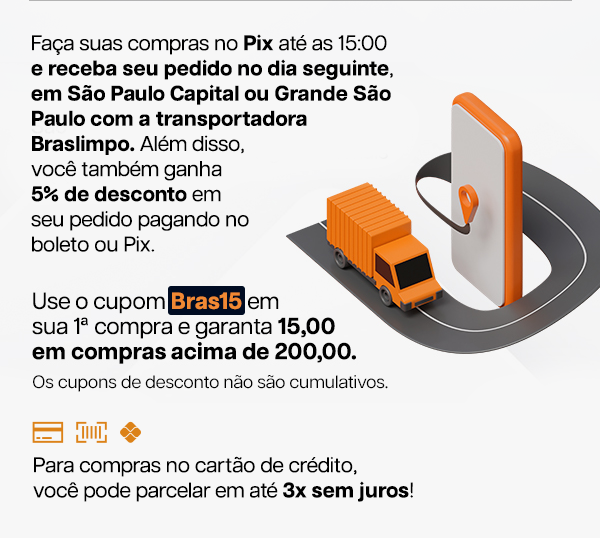 Faça suas compras no Pix até as 15:00
e receba seu pedido no dia seguinte,
em São Paulo Capital ou Grande São
Paulo com a transportadora
Braslimpo. Além disso,
você também ganha
5% de desconto em
seu pedido pagando no
boleto ou Pix.
Use o cupom Bras15 em
sua 1ª compra e garanta 15,00
em compras acima de 200,00.
Os cupons de desconto não são cumulativos.
Para compras no cartão de crédito,
você pode parcelar em até 3x sem juros!